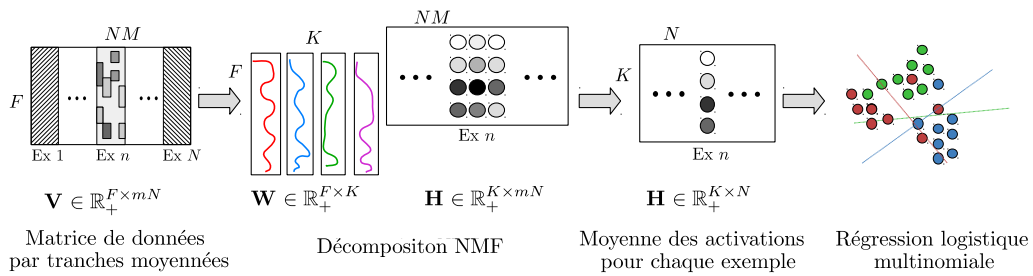 NM
F
Ex 1
Ex n
Ex N
V ∈ ℝ₊^{F×mN}
Matrice de données
par tranches moyennées
K
F
W ∈ ℝ₊^{F×K}
NM
Ex n
H ∈ ℝ₊^{K×mN}
Décompositon NMF
N
K
Ex n
H ∈ ℝ₊^{K×N}
Moyenne des activations
pour chaque exemple
Régression logistique
multinomiale